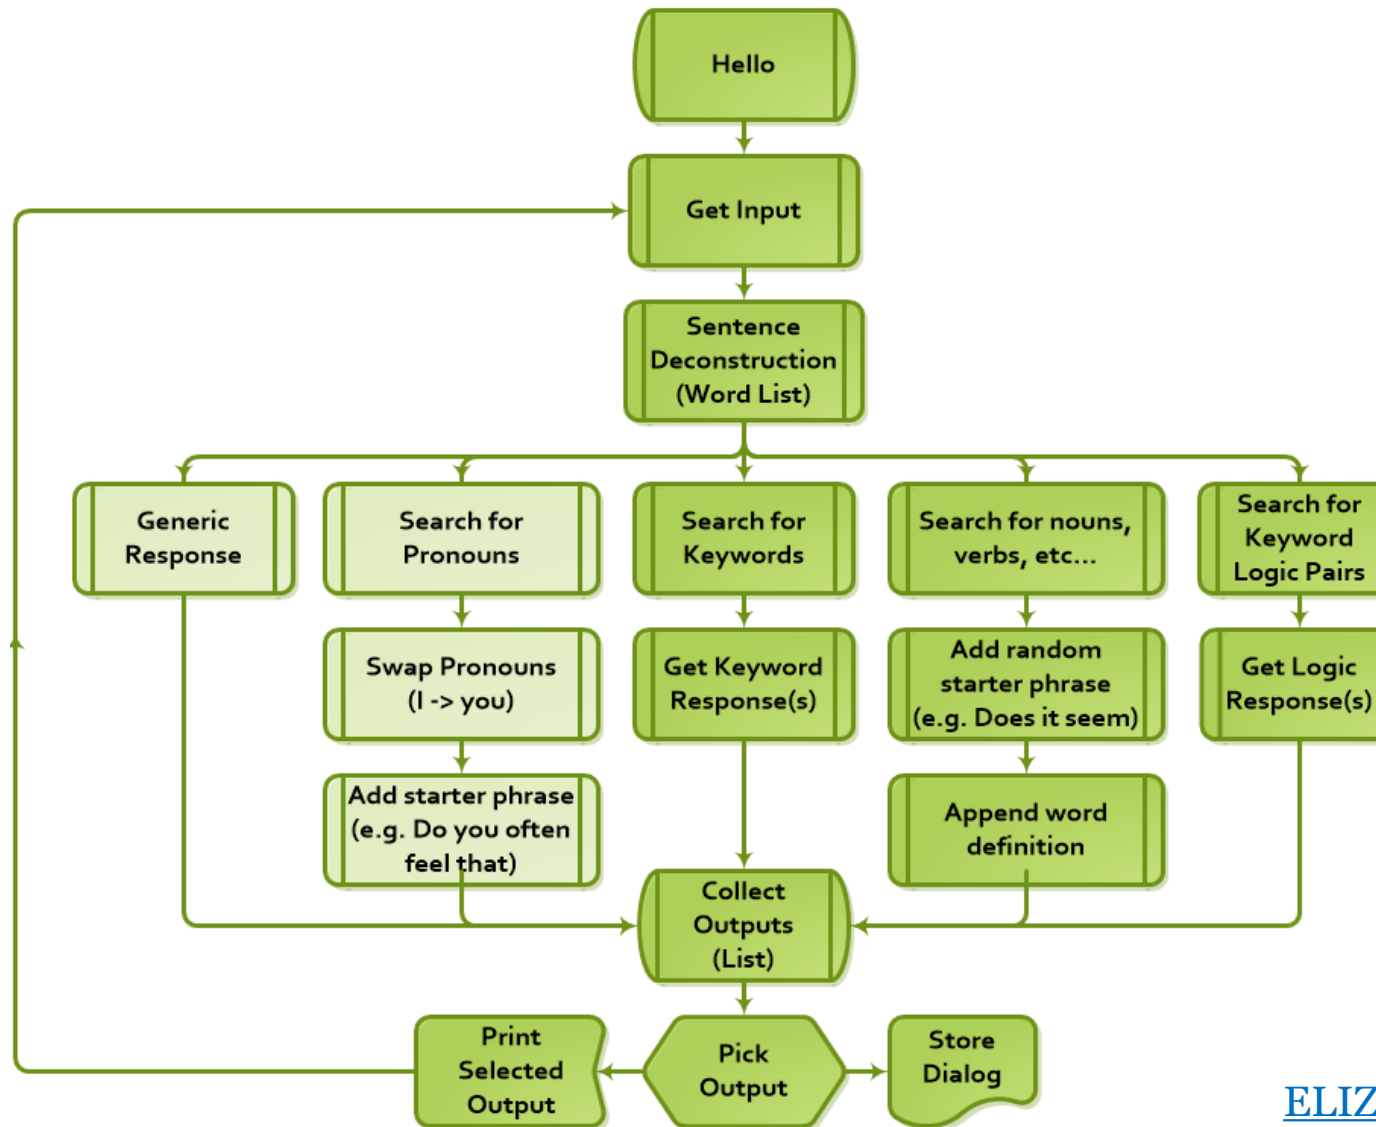 Hello
Get Input
Sentence
Deconstruction
(Word List)
Generic
Response
Search for
Pronouns
Search for
Keywords
Search for nouns,
verbs, etc...
Search for
Keyword
Logic Pairs
Swap Pronouns
(I -> you)
Get Keyword
Response(s)
Add random
starter phrase
(e.g. Does it seem)
Get Logic
Response(s)
Add starter phrase
(e.g. Do you often
feel that)
Append word
definition
Collect
Outputs
(List)
Print
Selected
Output
Pick
Output
Store
Dialog
ELIZ